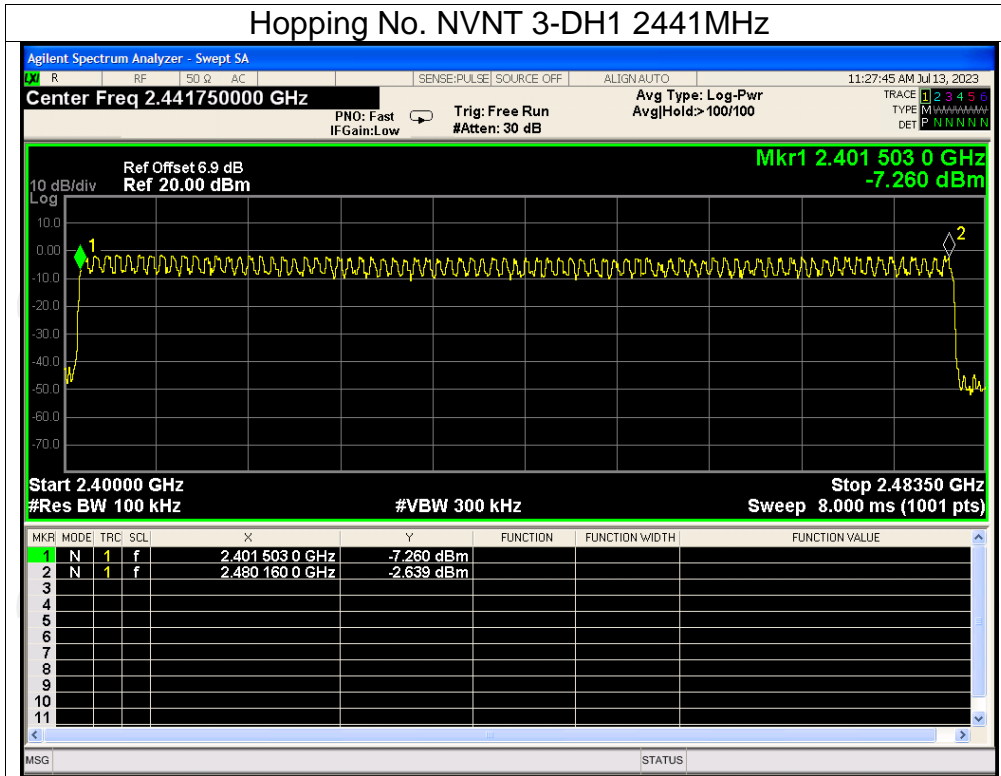 Hopping No. NVNT 3-DH1 2441MHz
Agilent Spectrum Analyzer - Swept SA
LXI R RF 50 Ω AC SENSE:PULSE SOURCE OFF ALIGN AUTO 11:27:45 AM Jul 13, 2023
Center Freq 2.441750000 GHz
PNO: Fast
IFGain:Low
Trig: Free Run
#Atten: 30 dB
Avg Type: Log-Pwr
Avg|Hold:> 100/100
TRACE 1 2 3 4 5 6
TYPE M WWWWW
DET P N N N N N
Mkr1 2.401 503 0 GHz
-7.260 dBm
Ref Offset 6.9 dB
10 dB/div Ref 20.00 dBm
Log
10.0
0.00
-10.0
-20.0
-30.0
-40.0
-50.0
-60.0
-70.0
1
2
Start 2.40000 GHz Stop 2.48350 GHz
#Res BW 100 kHz #VBW 300 kHz Sweep 8.000 ms (1001 pts)
MKR MODE TRC SCL X Y FUNCTION FUNCTION WIDTH FUNCTION VALUE
1 N 1 f 2.401 503 0 GHz -7.260 dBm
2 N 1 f 2.480 160 0 GHz -2.639 dBm
3
4
5
6
7
8
9
10
11
MSG STATUS